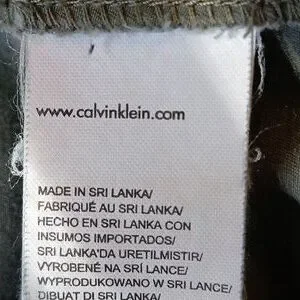 www.calvinklein.com
MADE IN SRI LANKA/
FABRIQUÉ AU SRI LANKA/
HECHO EN SRI LANKA CON
INSUMOS IMPORTADOS/
SRI LANKA'DA URETILMISTIR/
VYROBENÉ NA SRÍ LANCE/
WYPRODUKOWANO W SRI LANCE/
DIBUAT DI SRI LANKA/